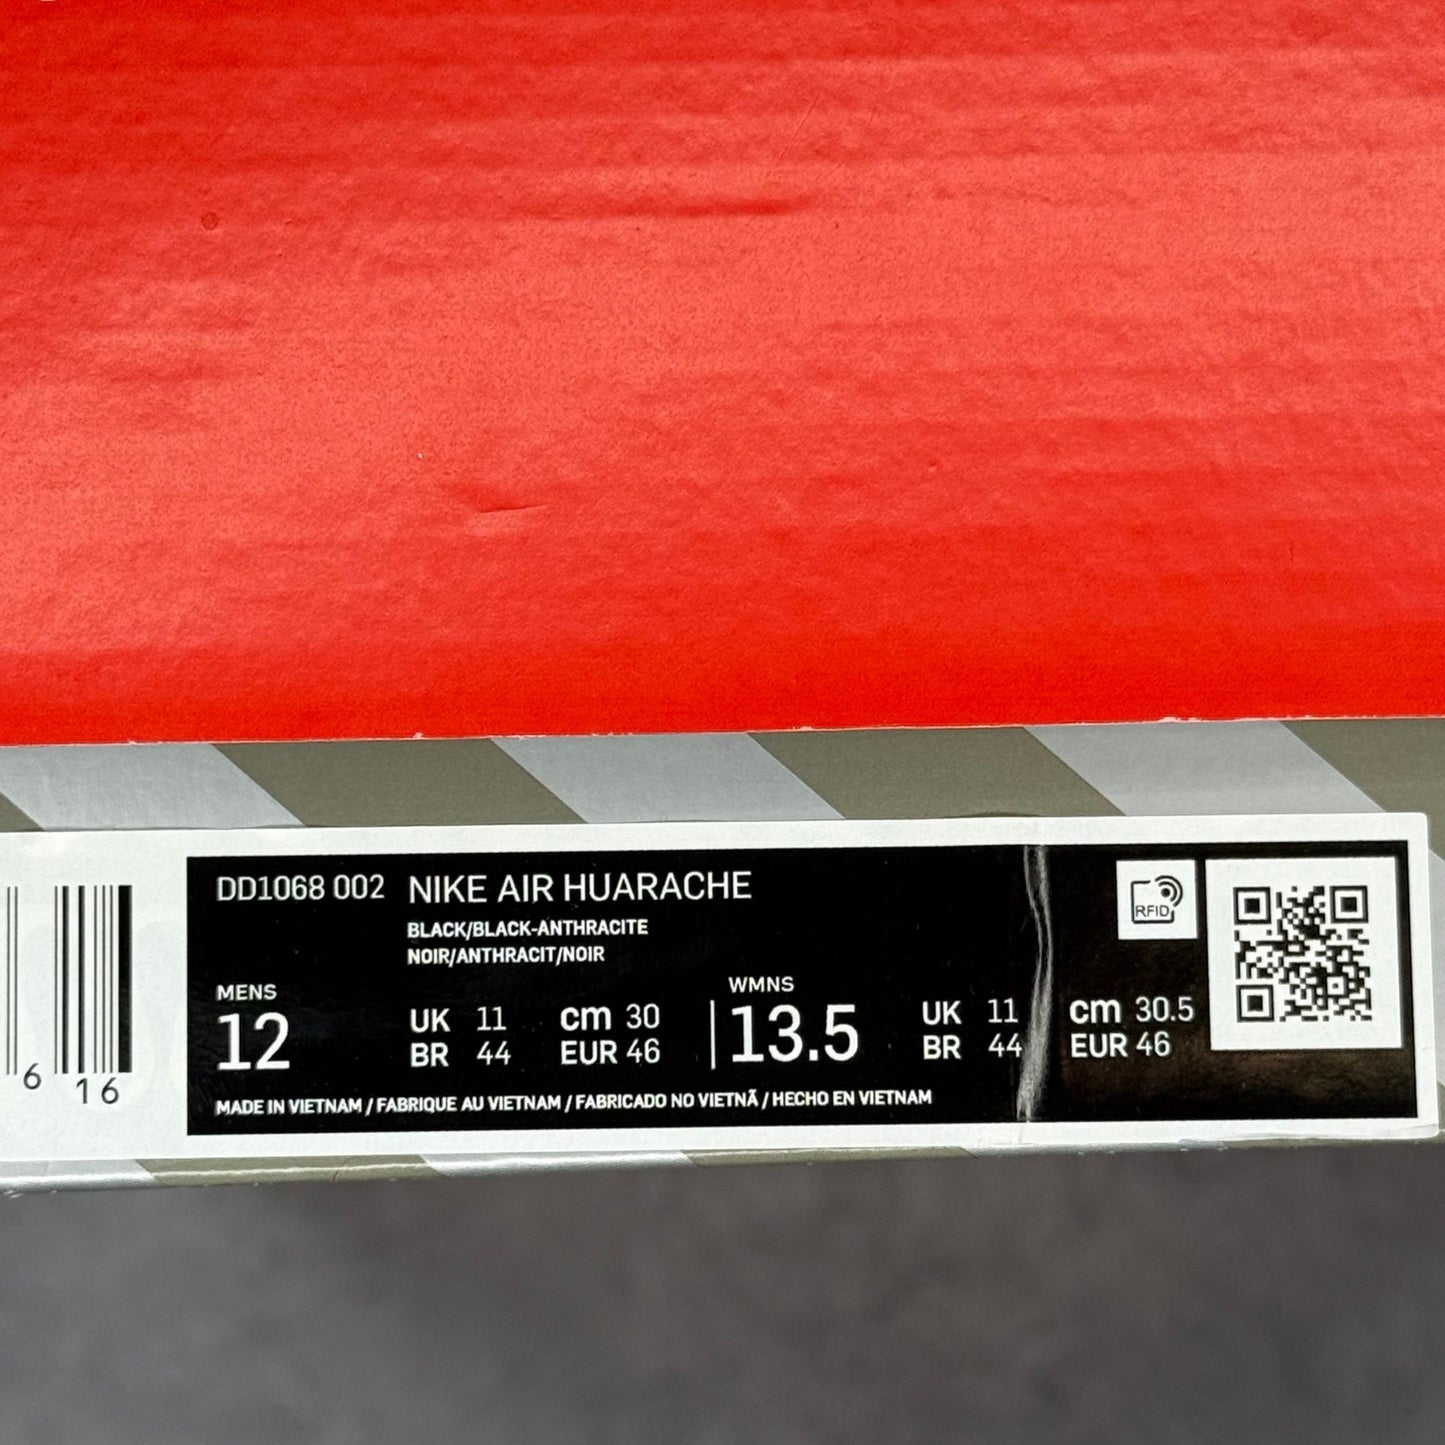 DD1068 002 NIKE AIR HUARACHE
BLACK/BLACK-ANTHRACITE
NOIR/ANTHRACIT/NOIR
RFID
MENS
12
UK 11 cm 30
BR 44 EUR 46
WMNS
13.5
UK 11 cm 30.5
BR 44 EUR 46
MADE IN VIETNAM / FABRIQUE AU VIETNAM / FABRICADO NO VIETNÃ / HECHO EN VIETNAM
6 16